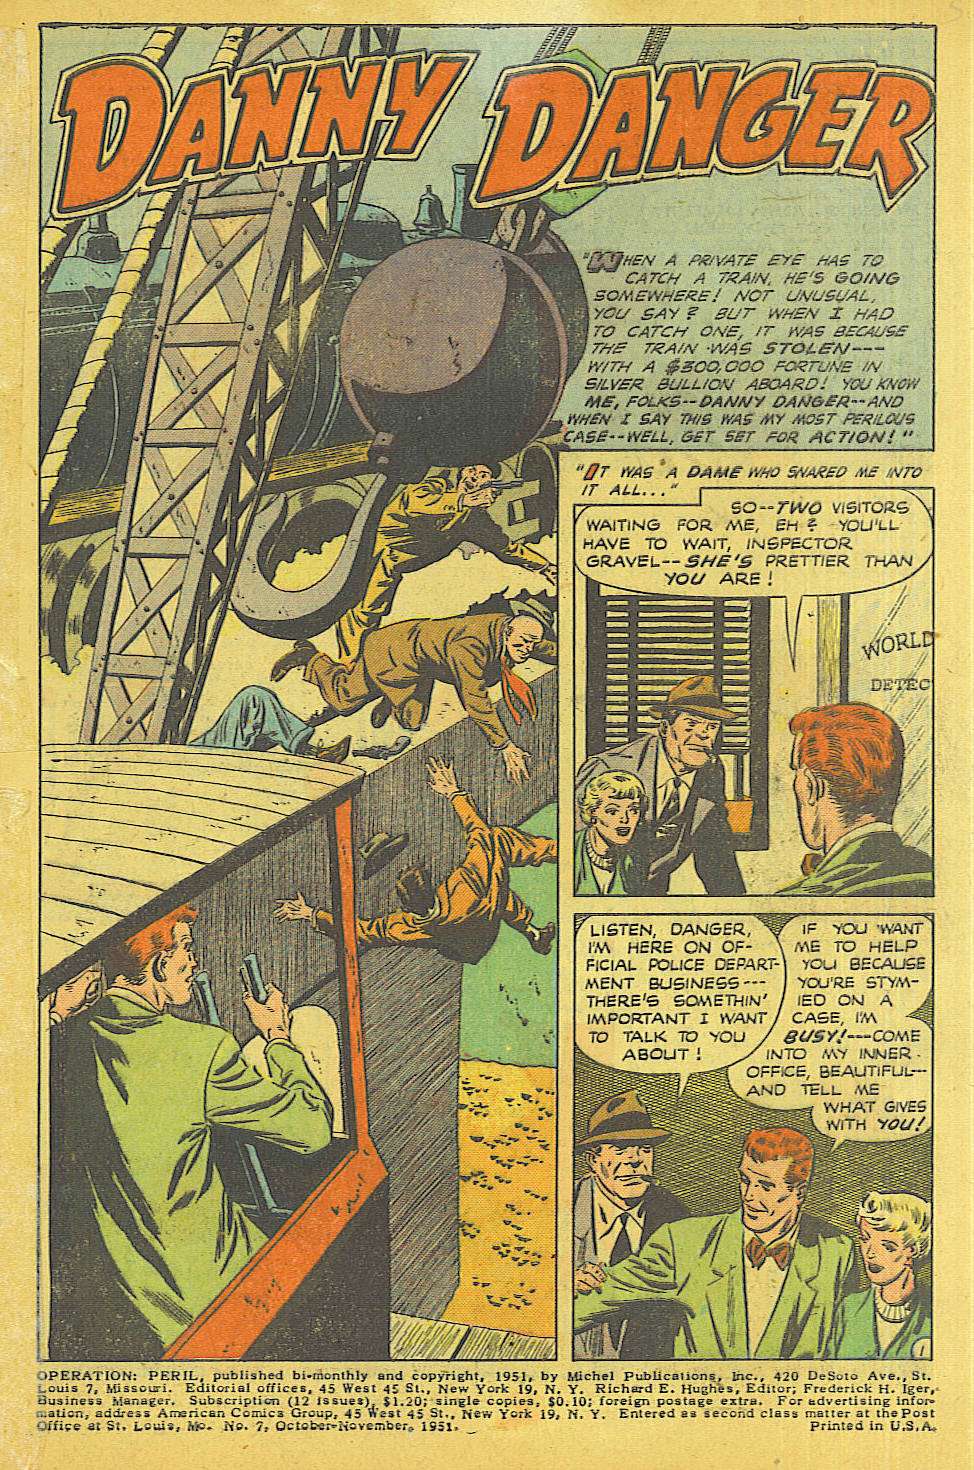 DANNY DANGER
"WHEN A PRIVATE EYE HAS TO
CATCH A TRAIN, HE'S GOING
SOMEWHERE! NOT UNUSUAL,
YOU SAY? BUT WHEN I HAD
TO CATCH ONE, IT WAS BECAUSE
THE TRAIN WAS STOLEN---
WITH A $300,000 FORTUNE IN
SILVER BULLION ABOARD! YOU KNOW
ME, FOLKS--DANNY DANGER--AND
WHEN I SAY THIS WAS MY MOST PERILOUS
CASE--WELL, GET SET FOR ACTION!"
"IT WAS A DAME WHO SNARED ME INTO
IT ALL..."
SO--TWO VISITORS
WAITING FOR ME, EH? YOU'LL
HAVE TO WAIT, INSPECTOR
GRAVEL--SHE'S PRETTIER THAN
YOU ARE!
WORLD
DETEC
LISTEN, DANGER,
I'M HERE ON OF-
FICIAL POLICE DEPART-
MENT BUSINESS---
THERE'S SOMETHIN'
IMPORTANT I WANT
TO TALK TO YOU
ABOUT!
IF YOU WANT
ME TO HELP
YOU BECAUSE
YOU'RE STYM-
IED ON A
CASE, I'M
BUSY!---COME
INTO MY INNER
OFFICE, BEAUTIFUL--
AND TELL ME
WHAT GIVES
WITH YOU!
1
OPERATION: PERIL, published bi-monthly and copyright, 1951, by Michel Publications, Inc., 420 DeSoto Ave., St.
Louis 7, Missouri. Editorial offices, 45 West 45 St., New York 19, N. Y. Richard E. Hughes, Editor; Frederick H. Iger,
Business Manager. Subscription (12 issues), $1.20; single copies, $0.10; foreign postage extra. For advertising infor-
mation, address American Comics Group, 45 West 45 St., New York 19, N. Y. Entered as second class matter at the Post
Office at St. Louis, Mo. No. 7, October-November, 1951. Printed in U.S.A.